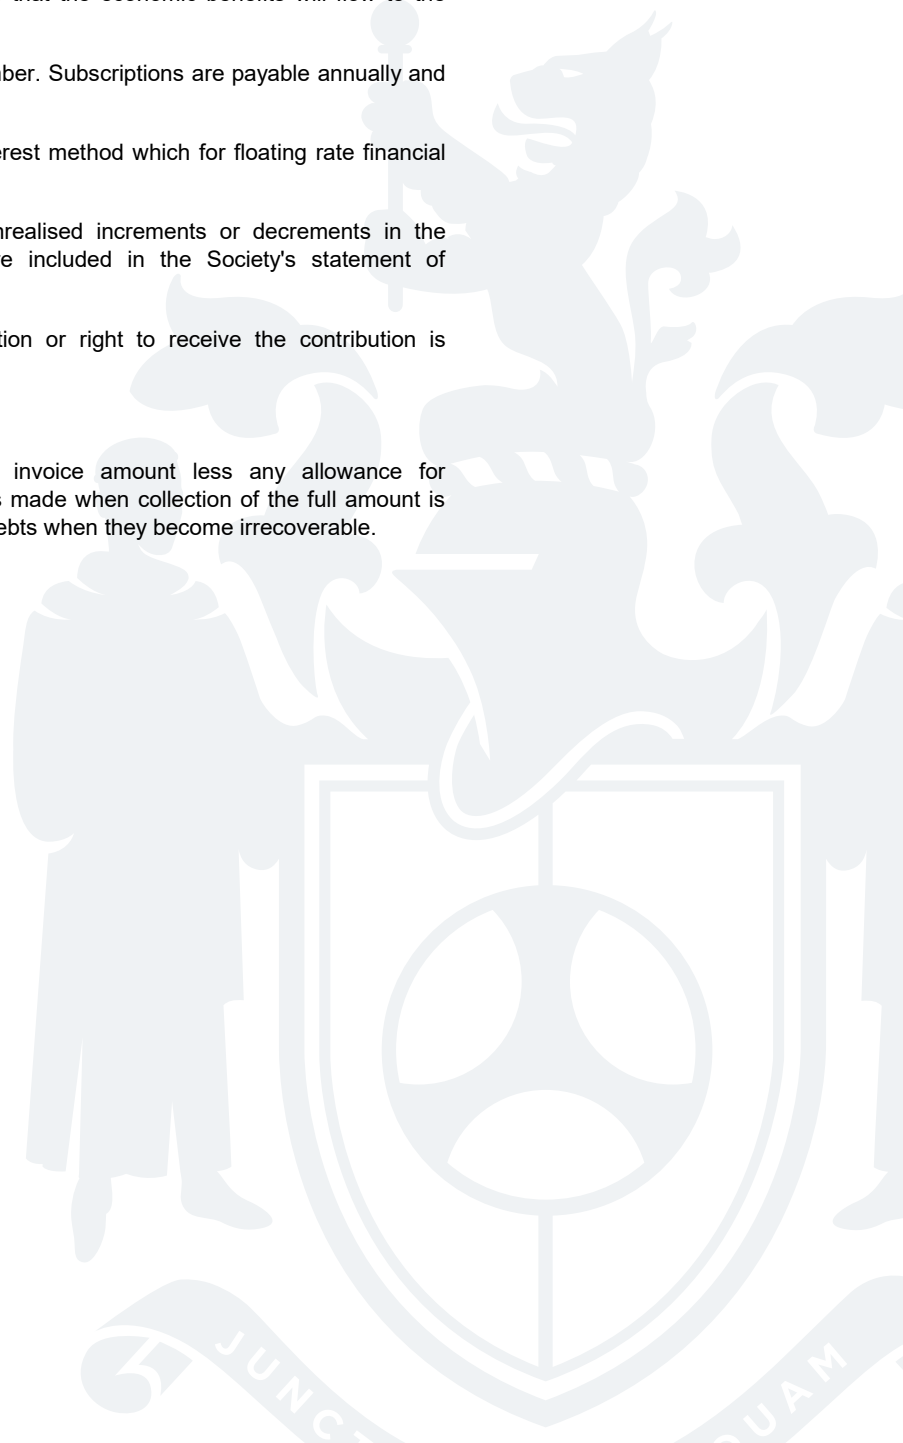 that the economic benefits will flow to the
ber. Subscriptions are payable annually and
erest method which for floating rate financial
nrealised increments or decrements in the
re included in the Society's statement of
tion or right to receive the contribution is
invoice amount less any allowance for
s made when collection of the full amount is
ebts when they become irrecoverable.
JUNCT
QUAM